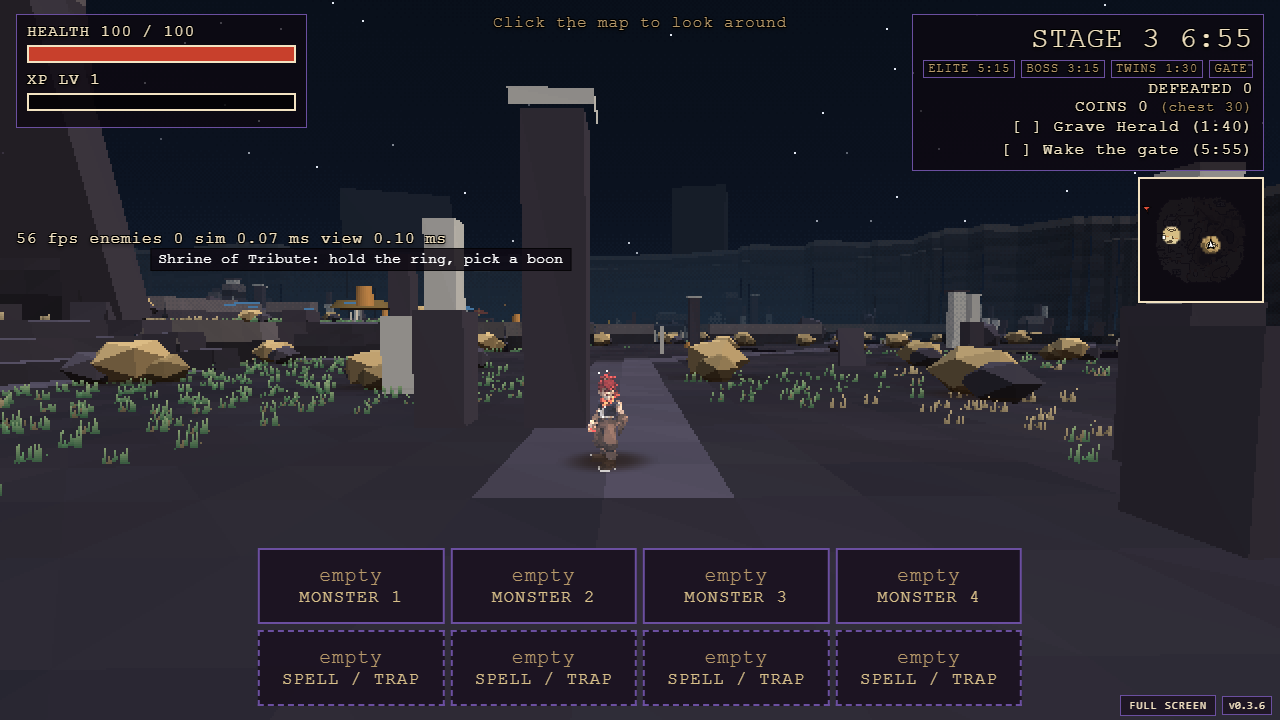 HEALTH 100 / 100
XP LV 1
Click the map to look around
STAGE 3 6:55
ELITE 5:15 BOSS 3:15 TWINS 1:30 GATE
DEFEATED 0
COINS 0 (chest 30)
[ ] Grave Herald (1:40)
[ ] Wake the gate (5:55)
56 fps enemies 0 sim 0.07 ms view 0.10 ms
Shrine of Tribute: hold the ring, pick a boon
empty empty empty empty
MONSTER 1 MONSTER 2 MONSTER 3 MONSTER 4
empty empty empty empty
SPELL / TRAP SPELL / TRAP SPELL / TRAP SPELL / TRAP
FULL SCREEN v0.3.6